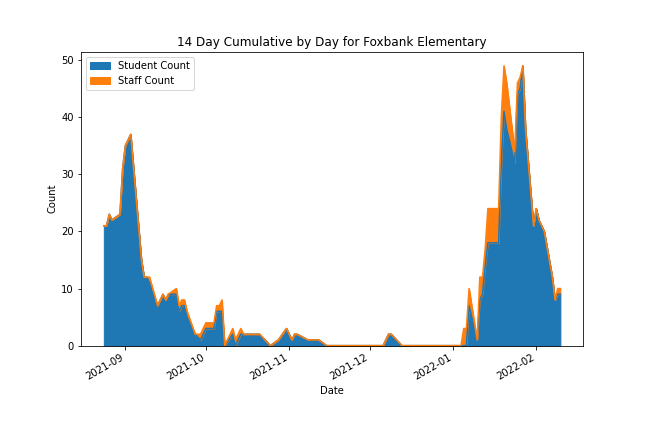 14 Day Cumulative by Day for Foxbank Elementary
Student Count
Staff Count
Count
50
40
30
20
10
0
2021-09
2021-10
2021-11
2021-12
2022-01
2022-02
Date